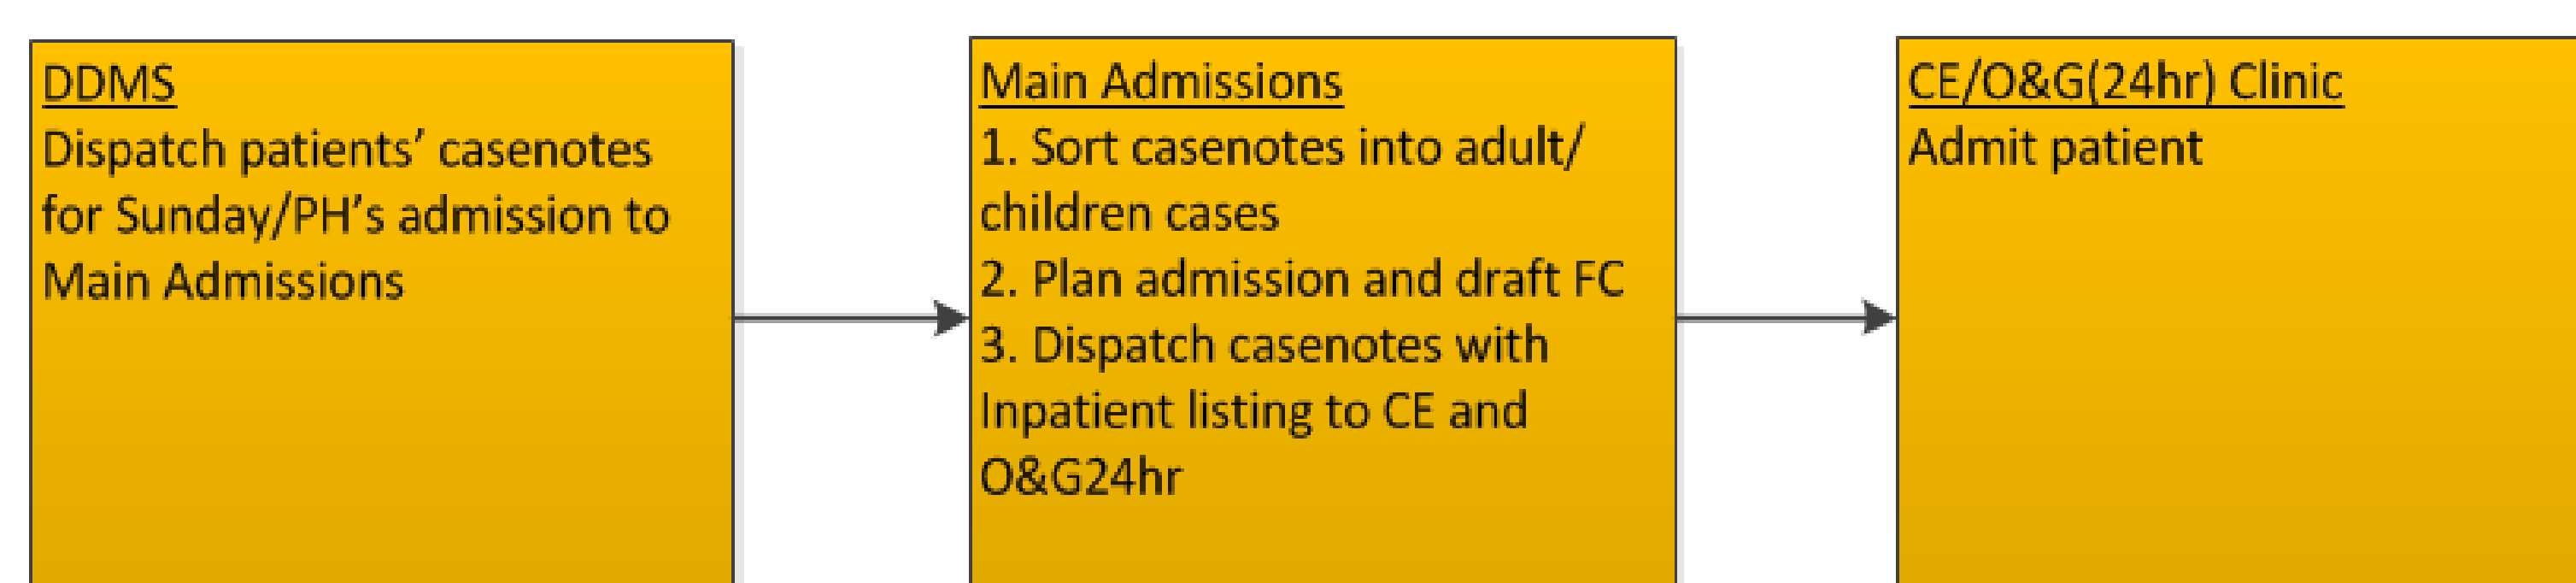 DDMS
Dispatch patients’ casenotes
for Sunday/PH’s admission to
Main Admissions
Main Admissions
1. Sort casenotes into adult/
children cases
2. Plan admission and draft FC
3. Dispatch casenotes with
Inpatient listing to CE and
O&G24hr
CE/O&G(24hr) Clinic
Admit patient